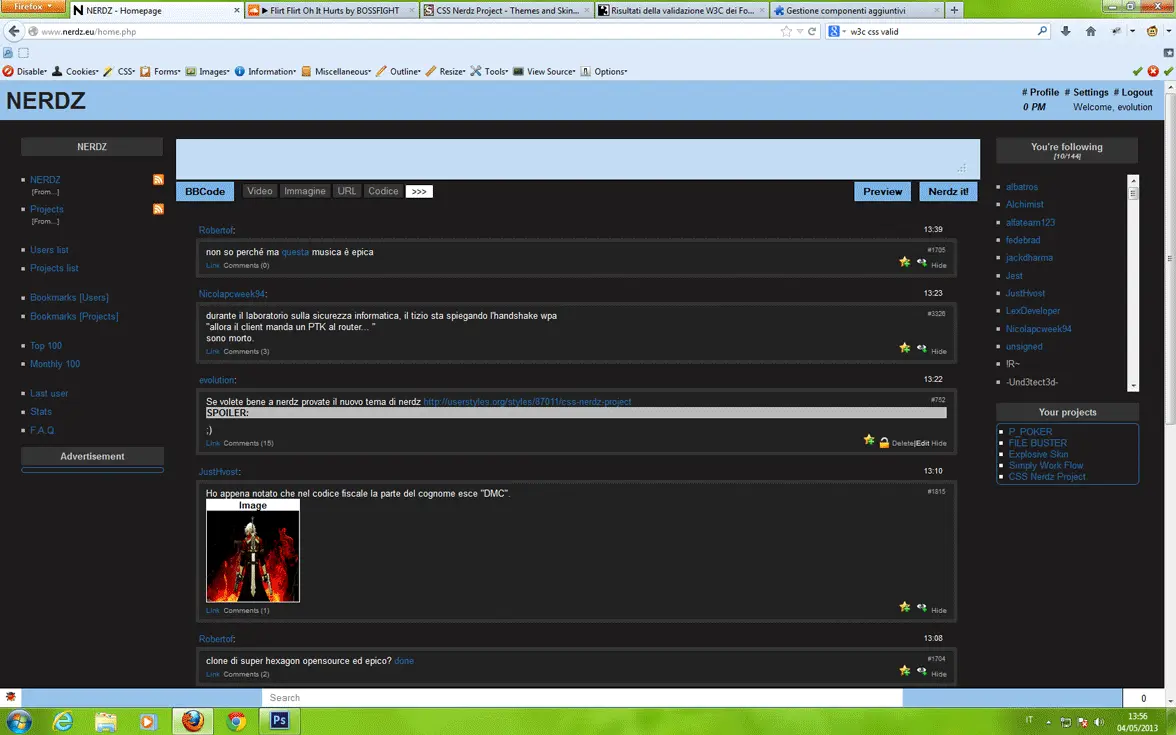 Firefox
NERDZ - Homepage
Flirt Flirt Oh It Hurts by BOSSFIGHT
CSS Nerdz Project - Themes and Skin...
Risultati della validazione W3C dei Fo...
Gestione componenti aggiuntivi
www.nerdz.eu/home.php
w3c css valid
Disable Cookies CSS Forms Images Information Miscellaneous Outline Resize Tools View Source Options
NERDZ
# Profile # Settings # Logout
0 PM Welcome, evolution
NERDZ
NERDZ
[From...]
Projects
[From...]
Users list
Projects list
Bookmarks [Users]
Bookmarks [Projects]
Top 100
Monthly 100
Last user
Stats
F.A.Q.
Advertisement
BBCode Video Immagine URL Codice >>> Preview Nerdz it!
Robertof: 13:39
non so perché ma questa musica è epica #1705
Link Comments (0) Hide
Nicolapcweek94: 13:23
durante il laboratorio sulla sicurezza informatica, il tizio sta spiegando l'handshake wpa #3326
"allora il client manda un PTK al router... "
sono morto.
Link Comments (3) Hide
evolution: 13:22
Se volete bene a nerdz provate il nuovo tema di nerdz http://userstyles.org/styles/87011/css-nerdz-project #752
SPOILER:
;)
Link Comments (15) Delete|Edit Hide
JustHvost: 13:10
Ho appena notato che nel codice fiscale la parte del cognome esce "DMC". #1815
Image
Link Comments (1) Hide
Robertof: 13:08
clone di super hexagon opensource ed epico? done #1704
Link Comments (2) Hide
You're following
[10/144]
albatros
Alchimist
alfateam123
fedebrad
jackdharma
Jest
JustHvost
LexDeveloper
Nicolapcweek94
unsigned
!R~
-Und3tect3d-
Your projects
P_POKER
FILE BUSTER
Explosive Skin
Simply Work Flow
CSS Nerdz Project
Search
0
Ps
IT
13:56
04/05/2013